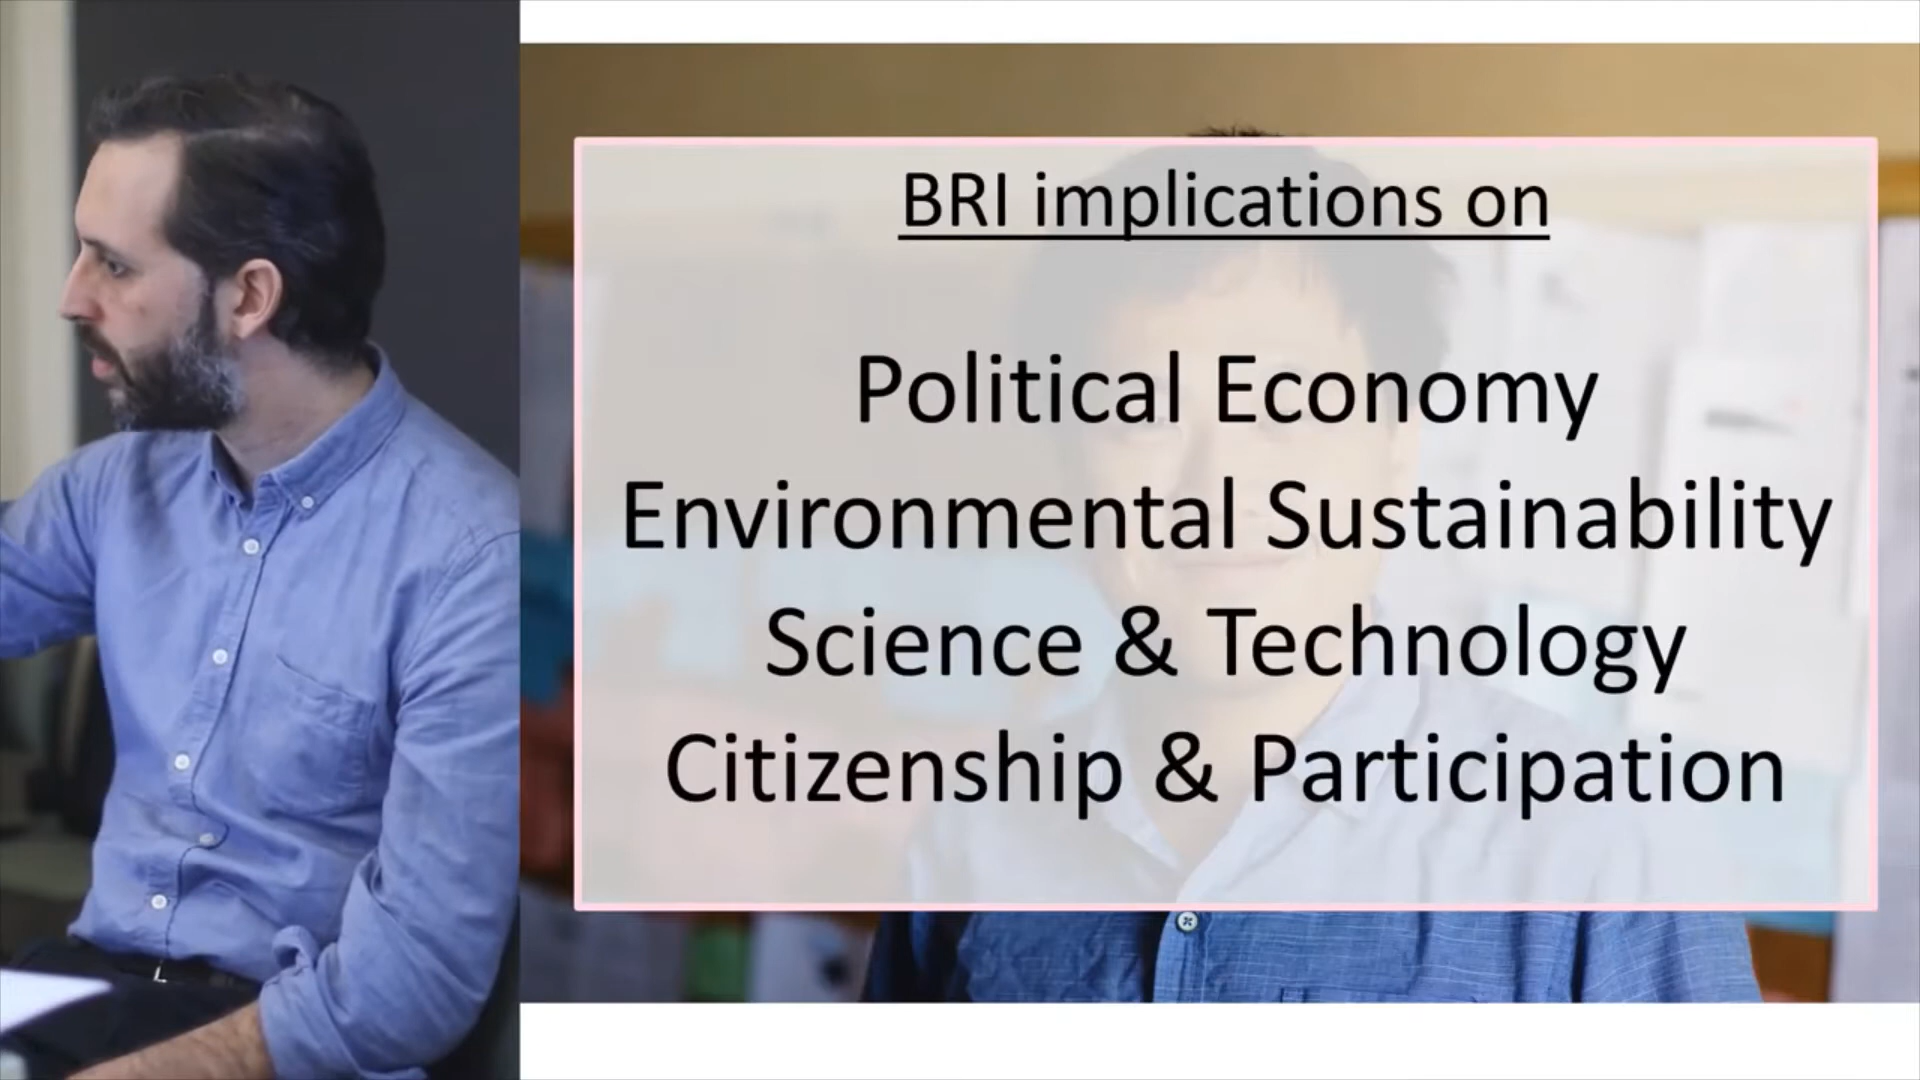 BRI implications on
Political Economy
Environmental Sustainability
Science & Technology
Citizenship & Participation